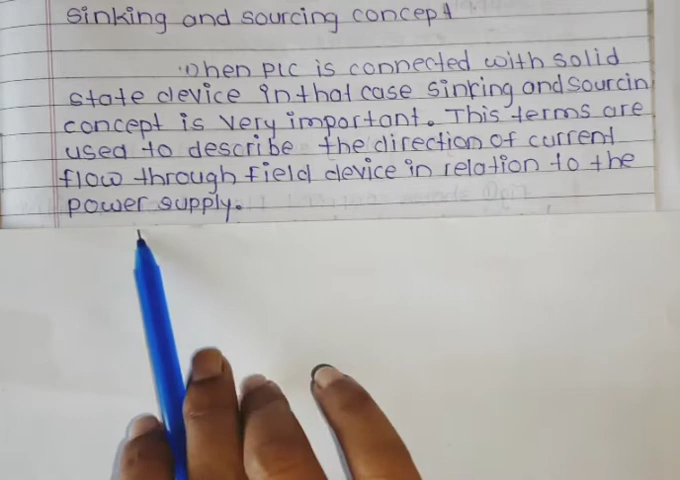 sinking and sourcing concept
When PLC is connected with solid
state device in that case sinking and sourcin
concept is very important. This terms are
used to describe the direction of current
flow through field device in relation to the
power supply.